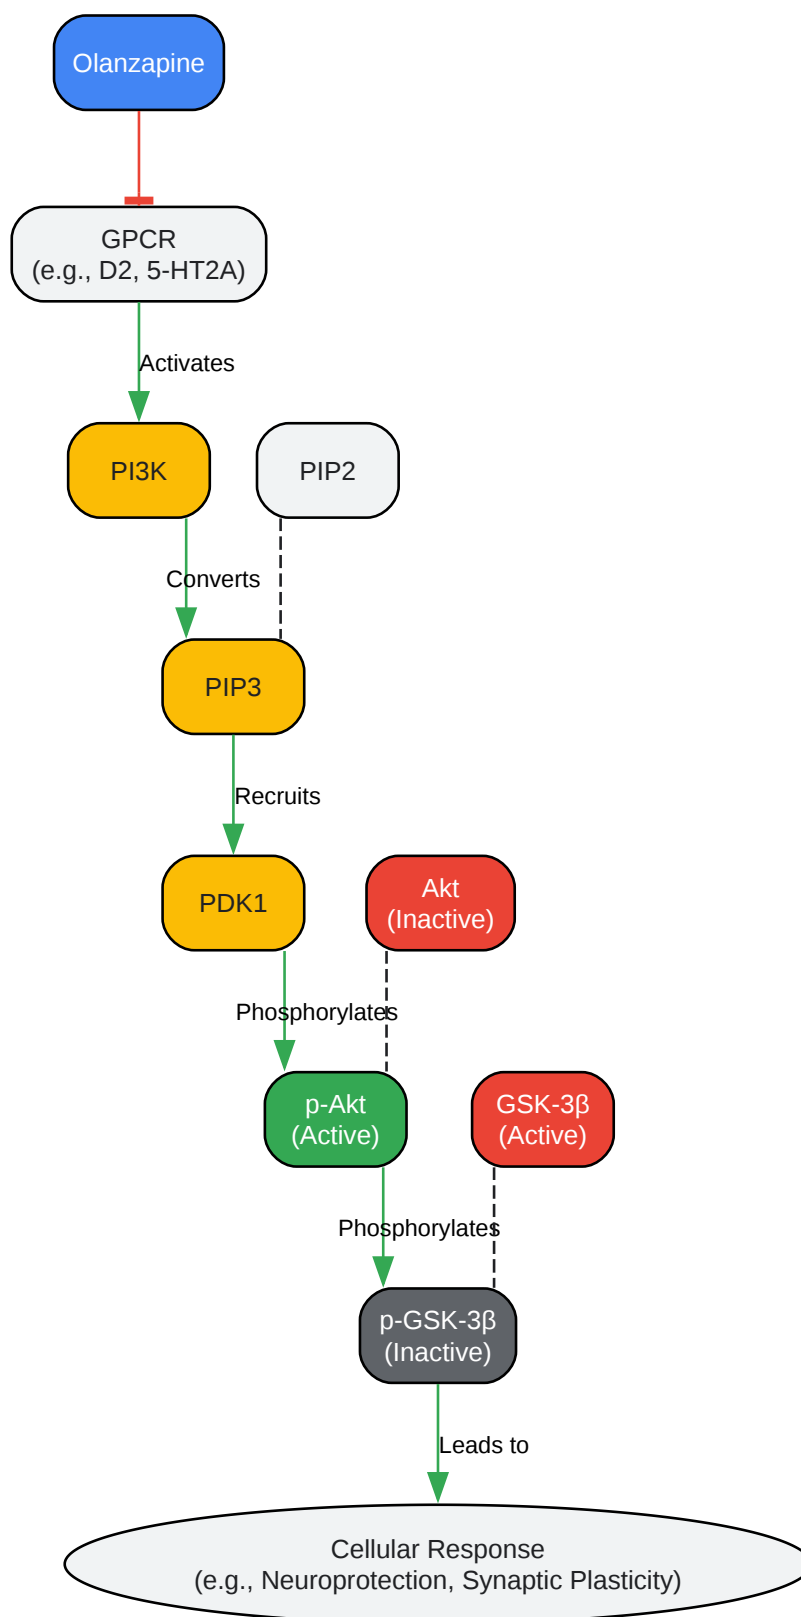 Olanzapine
GPCR
(e.g., D2, 5-HT2A)
Activates
PI3K
PIP2
Converts
PIP3
Recruits
PDK1
Akt
(Inactive)
Phosphorylates
p-Akt
(Active)
GSK-3β
(Active)
Phosphorylates
p-GSK-3β
(Inactive)
Leads to
Cellular Response
(e.g., Neuroprotection, Synaptic Plasticity)